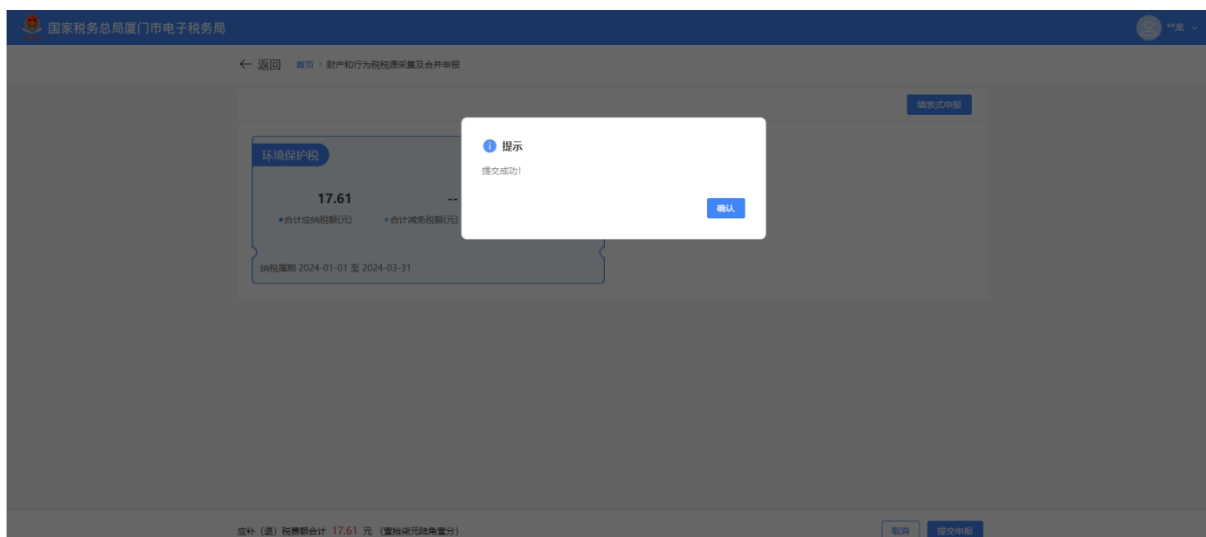 国家税务总局厦门市电子税务局
**龙
← 返回 首页 > 财产和行为税税源采集及合并申报
填表式申报
提示
提交成功!
确认
环境保护税
17.61 --
•合计应纳税额(元) •合计减免税额(元)
纳税属期 2024-01-01 至 2024-03-31
应补(退)税费额合计 17.61 元 (壹拾柒元陆角壹分)
取消 提交申报